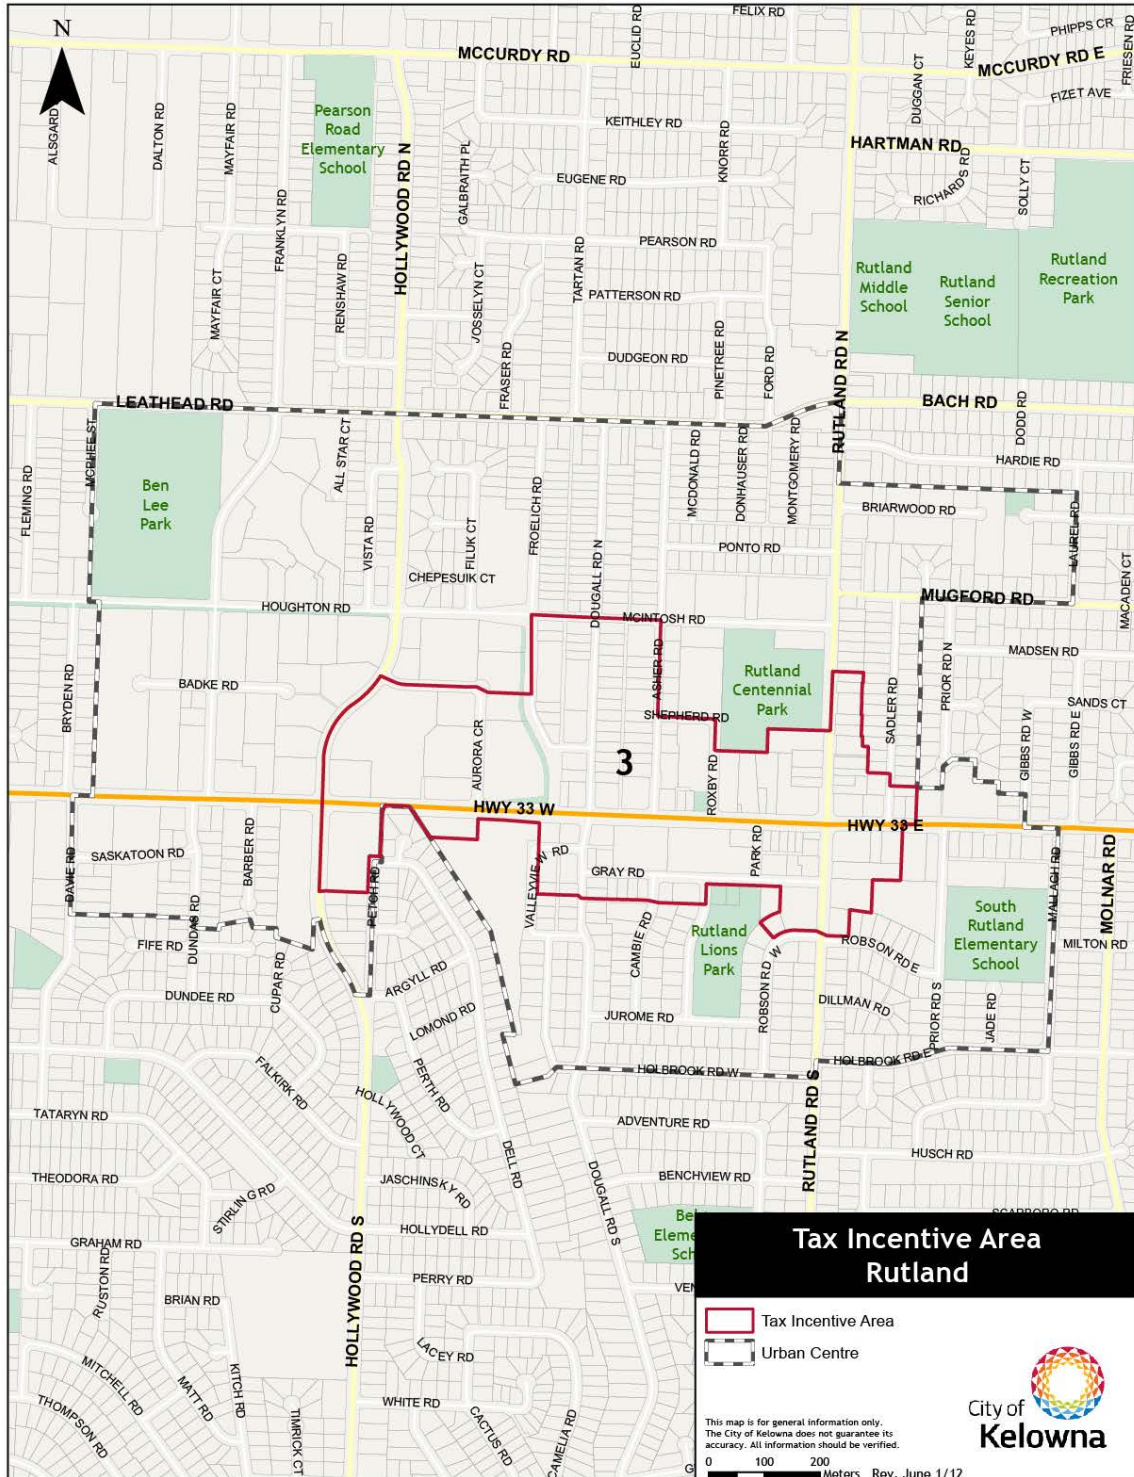 N
FELIX RD
EUCLID RD
KEYES RD
PHIPPS CR
FRIESEN RD
MCCURDY RD
MCCURDY RD E
DUGGAN CT
FIZET AVE
ALSGARD
DALTON RD
MAYFAIR RD
Pearson
Road
Elementary
School
KEITHLEY RD
KNORR RD
HARTMAN RD
HOLLYWOOD RD N
GALBRAITH PL
EUGENE RD
RICHARDS RD
SOLLY CT
FRANKLYN RD
PEARSON RD
RENSHAW RD
MAYFAIR CT
JOSSELYN CT
TARTAN RD
PATTERSON RD
Rutland
Middle
School
Rutland
Senior
School
Rutland
Recreation
Park
FRASER RD
DUDGEON RD
PINETREE RD
FORD RD
RUTLAND RD N
LEATHEAD RD
BACH RD
DODD RD
MCPHEE ST
FLEMING RD
Ben
Lee
Park
ALL STAR CT
VISTA RD
FILUK CT
FROELICH RD
MCDONALD RD
DONHAUSER RD
MONTGOMERY RD
HARDIE RD
BRIARWOOD RD
LAUREL RD
DOUGALL RD N
PONTO RD
CHEPESUIK CT
MACADEN CT
HOUGHTON RD
MCINTOSH RD
MUGFORD RD
BRYDEN RD
BADKE RD
ASHER RD
Rutland
Centennial
Park
SADLER RD
PRIOR RD N
MADSEN RD
SANDS CT
SHEPHERD RD
AURORA CR
3
ROXBY RD
GIBBS RD W
GIBBS RD E
HWY 33 W
HWY 33 E
DAVIE RD
SASKATOON RD
BARBER RD
PETCH RD
VALLEYVIEW RD
GRAY RD
PARK RD
MALLACH RD
MOLNAR RD
DUNDAS RD
FIFE RD
CUPAR RD
CAMBIE RD
Rutland
Lions
Park
ROBSON RD W
ROBSON RD E
South
Rutland
Elementary
School
MILTON RD
DUNDEE RD
ARGYLL RD
LOMOND RD
JUROME RD
DILLMAN RD
PRIOR RD S
JADE RD
FALKIRK RD
PERTH RD
HOLBROOK RD W
HOLBROOK RD E
TATARYN RD
HOLLYWOOD CT
ADVENTURE RD
RUTLAND RD S
HUSCH RD
THEODORA RD
STIRLING RD
JASCHINSKY RD
DELL RD
DOUGALL RD S
BENCHVIEW RD
HOLLYWOOD RD S
HOLLYDELL RD
GRAHAM RD
RUSTON RD
PERRY RD
BRIAN RD
LACEY RD
MITCHELL RD
MATT RD
KITCH RD
THOMPSON RD
TIMRICK CT
WHITE RD
CACTUS RD
CAMELIA RD
Tax Incentive Area
Rutland
Tax Incentive Area
Urban Centre
This map is for general information only.
The City of Kelowna does not guarantee its
accuracy. All information should be verified.
City of
Kelowna
0 100 200
Meters Rev. June 1/12